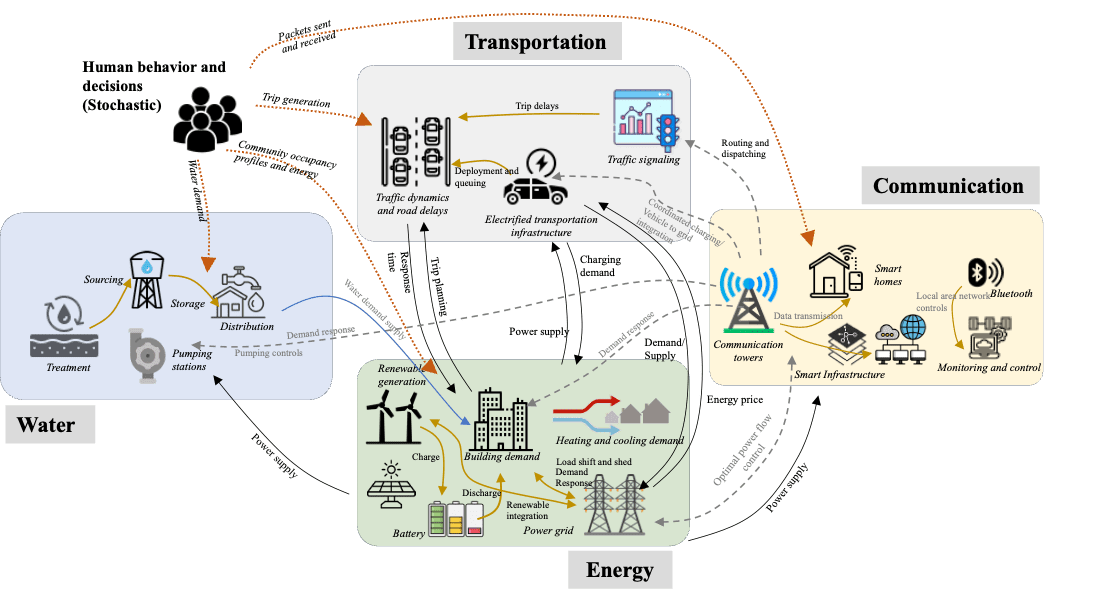 Packets sent
and received
Transportation
Human behavior and
decisions
(Stochastic)
Trip generation
Trip delays
Traffic signaling
Routing and
dispatching
Community occupancy
profiles and energy
Water demand
Deployment and
queuing
Traffic dynamics
and road delays
Electrified transportation
infrastructure
Coordinated charging/
Vehicle to grid
integration
Communication
Sourcing
Storage
Distribution
Treatment
Pumping
stations
Pumping controls
Demand response
Water demand supply
Response
time
Trip planning
Charging
demand
Power supply
Demand response
Demand/
Supply
Energy price
Smart
homes
Bluetooth
Local area network
controls
Data transmission
Communication
towers
Smart Infrastructure
Monitoring and control
Water
Power supply
Renewable
generation
Building demand
Heating and cooling demand
Charge
Discharge
Battery
Renewable
integration
Load shift and shed
Demand
Response
Power grid
Optimal power flow
control
Power supply
Energy